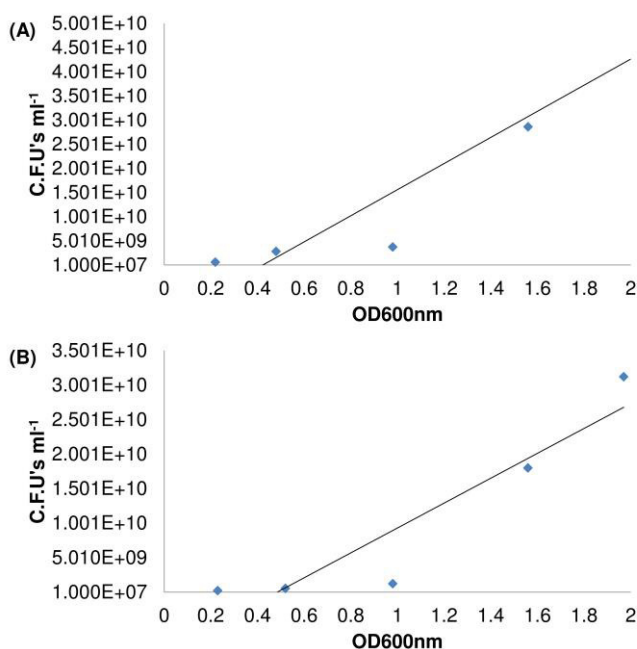 (A)
5.001E+10
4.501E+10
4.001E+10
3.501E+10
3.001E+10
2.501E+10
2.001E+10
1.501E+10
1.001E+10
5.010E+09
1.000E+07
C.F.U's ml-1
0 0.2 0.4 0.6 0.8 1 1.2 1.4 1.6 1.8 2
OD600nm
(B)
3.501E+10
3.001E+10
2.501E+10
2.001E+10
1.501E+10
1.001E+10
5.010E+09
1.000E+07
C.F.U's ml-1
0 0.2 0.4 0.6 0.8 1 1.2 1.4 1.6 1.8 2
OD600nm